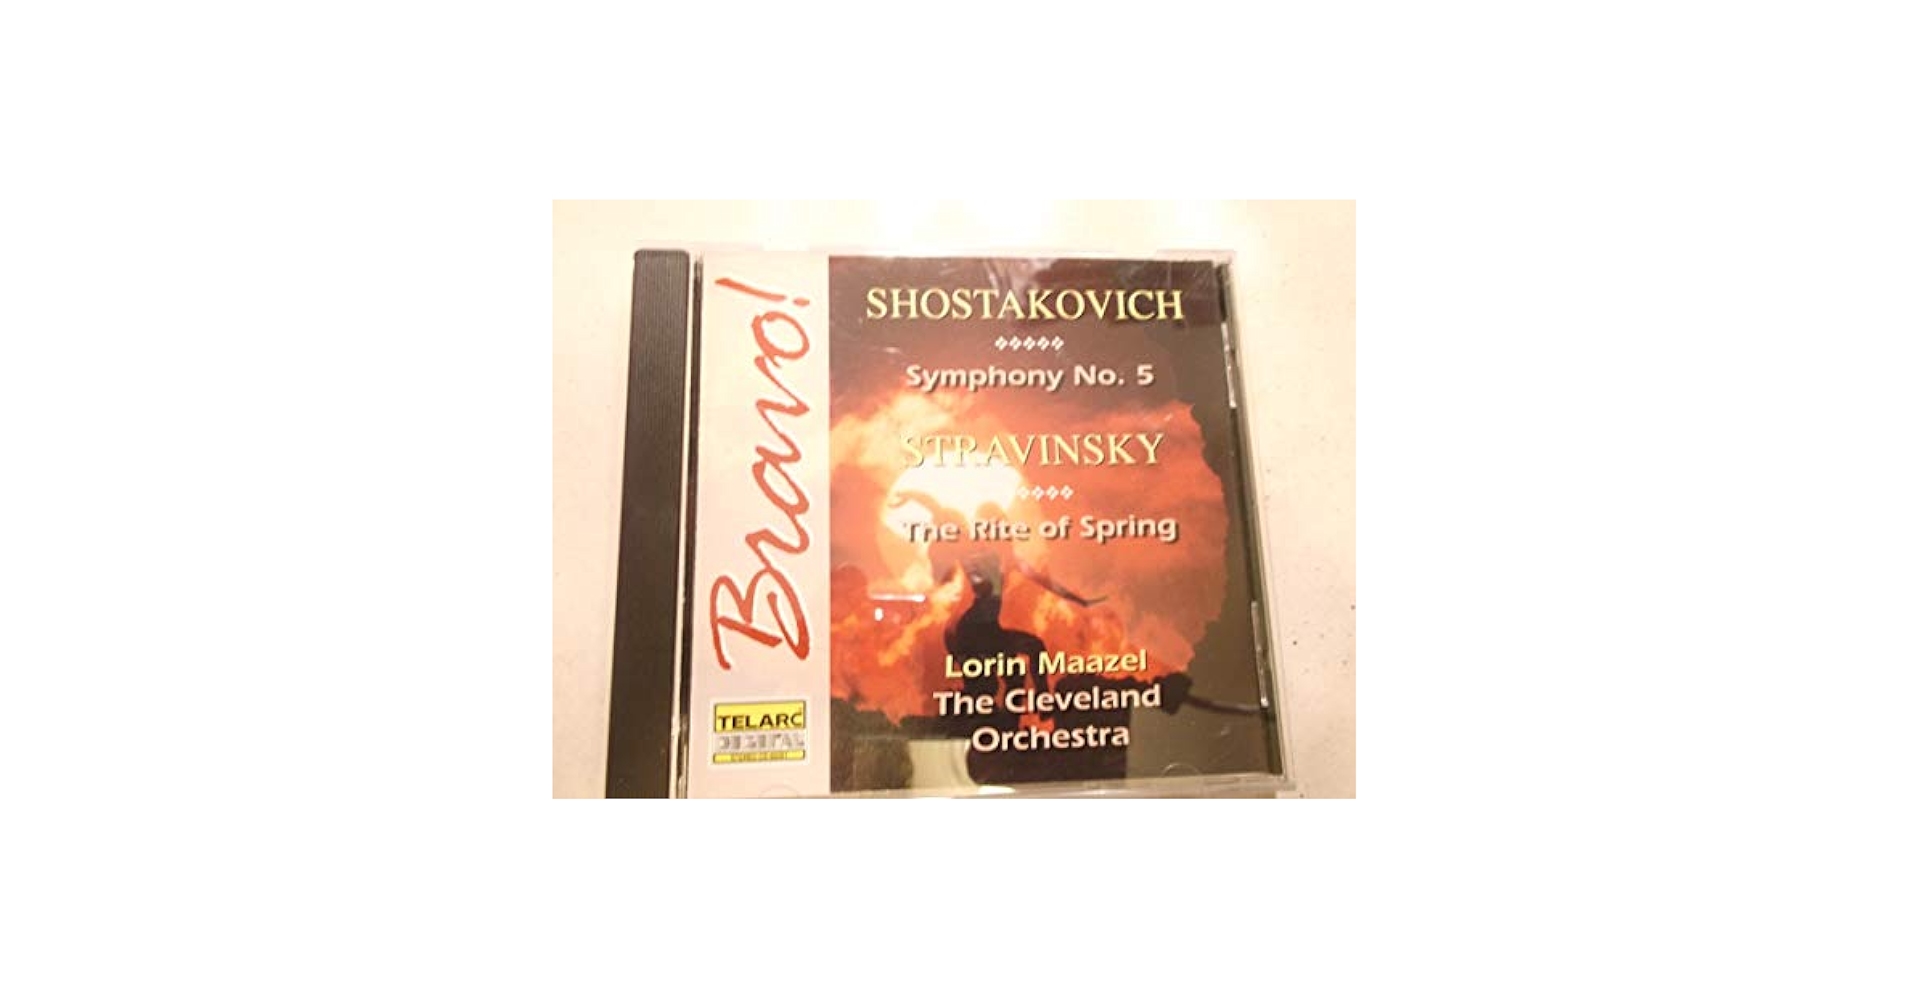 Bravo!
SHOSTAKOVICH
Symphony No. 5
STRAVINSKY
The Rite of Spring
Lorin Maazel
The Cleveland
Orchestra
TELARC
DIGITAL